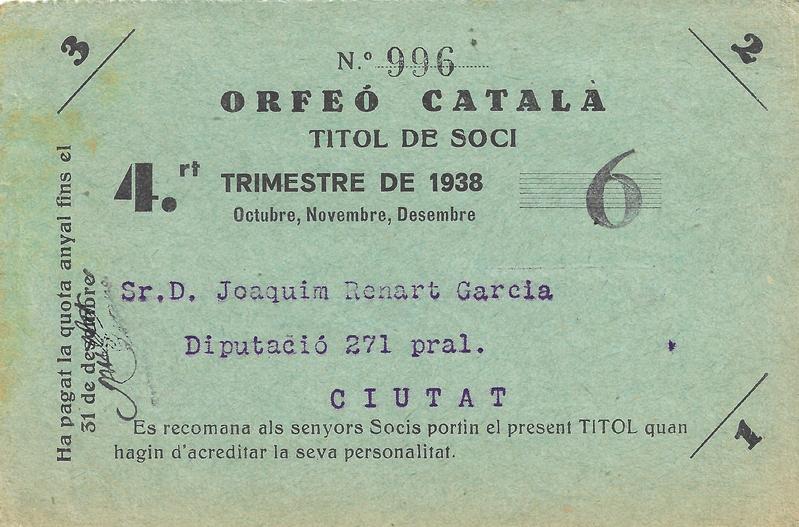 3
2
N.º 996
ORFEÓ CATALÀ
TITOL DE SOCI
4.rt TRIMESTRE DE 1938
Octubre, Novembre, Desembre
6
Sr.D. Joaquim Renart Garcia
Diputació 271 pral.
CIUTAT
Es recomana als senyors Socis portin el present TITOL quan
hagin d'acreditar la seva personalitat.
1
Ha pagat la quota anyal fins el
31 de desembre